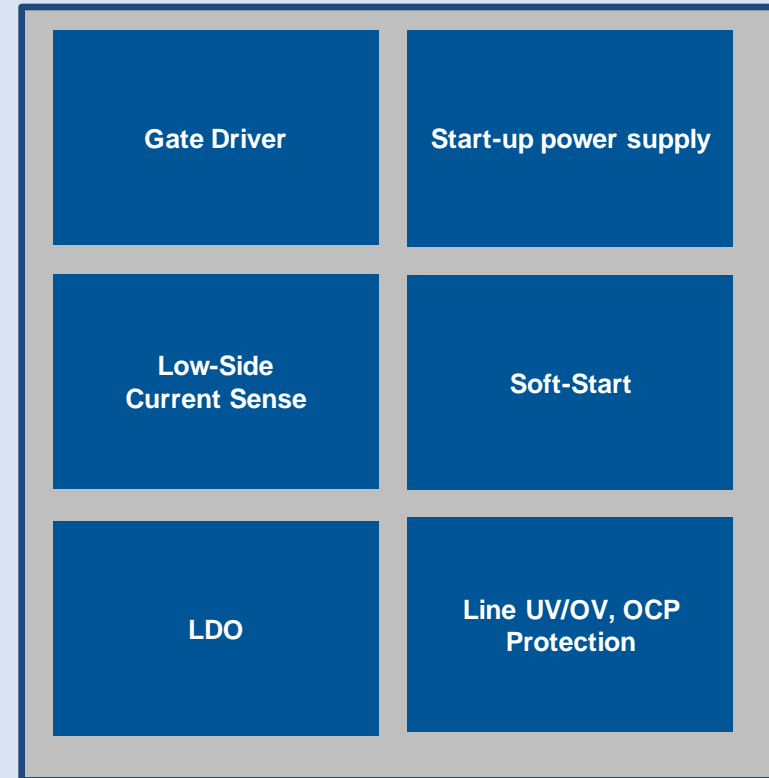 Gate Driver
Start-up power supply
Low-Side
Current Sense
Soft-Start
LDO
Line UV/OV, OCP
Protection